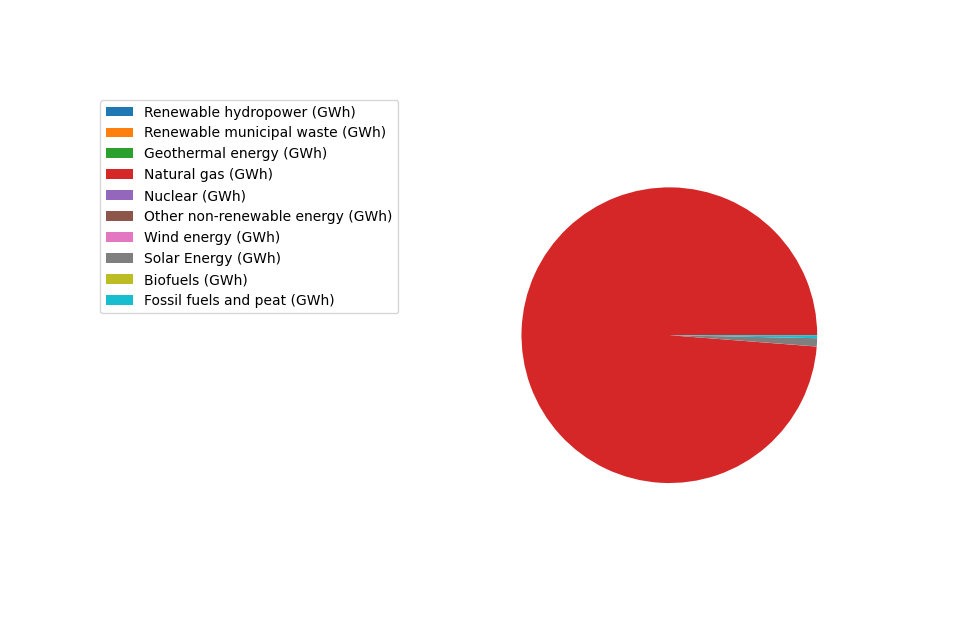 Renewable hydropower (GWh)
Renewable municipal waste (GWh)
Geothermal energy (GWh)
Natural gas (GWh)
Nuclear (GWh)
Other non-renewable energy (GWh)
Wind energy (GWh)
Solar Energy (GWh)
Biofuels (GWh)
Fossil fuels and peat (GWh)